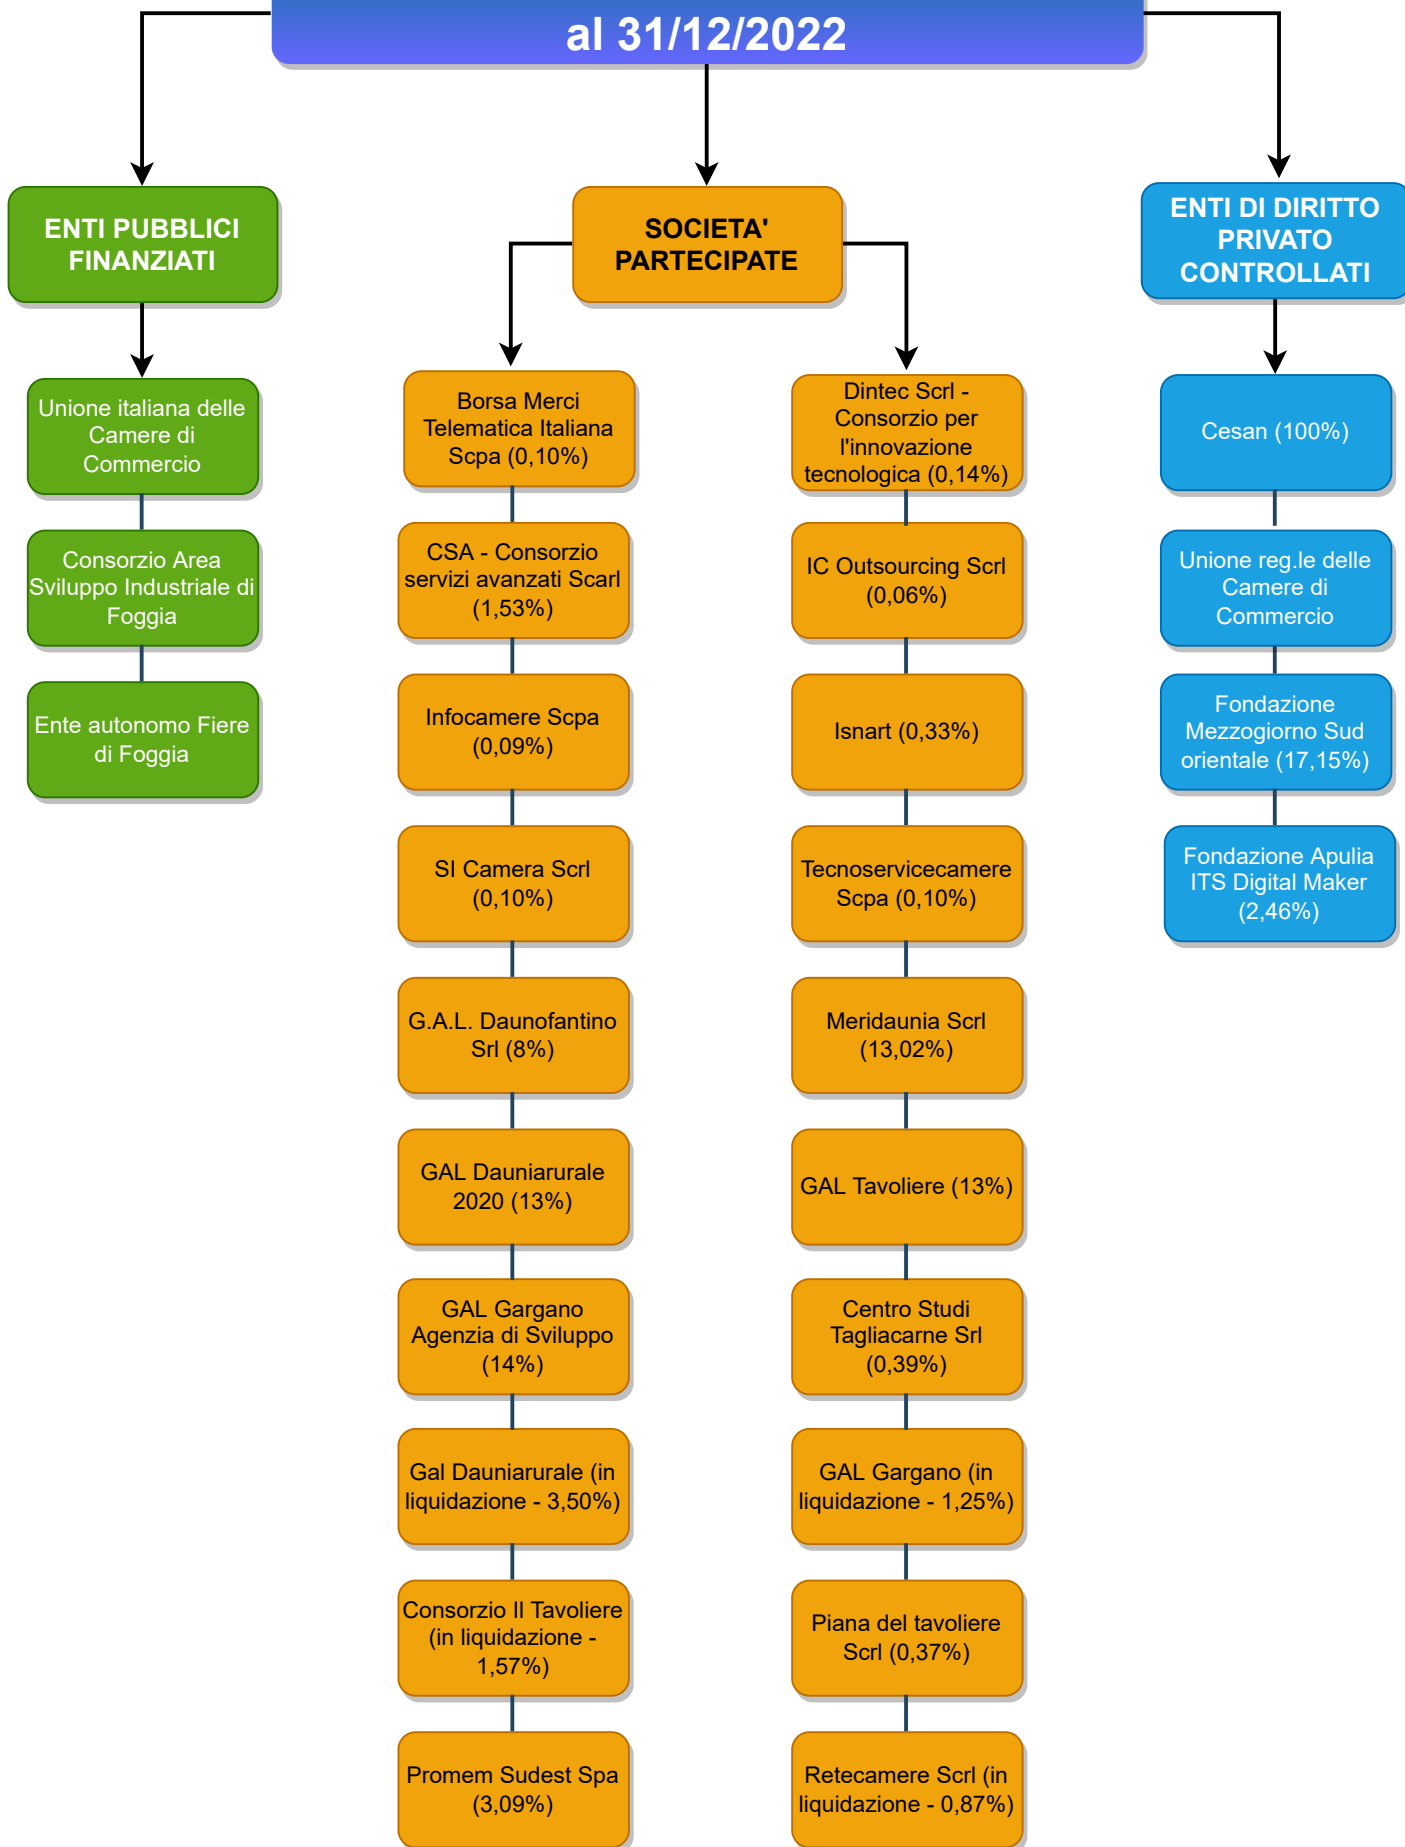 al 31/12/2022
ENTI PUBBLICI
FINANZIATI
Unione italiana delle
Camere di
Commercio
Consorzio Area
Sviluppo Industriale di
Foggia
Ente autonomo Fiere
di Foggia
SOCIETA'
PARTECIPATE
Borsa Merci
Telematica Italiana
Scpa (0,10%)
CSA - Consorzio
servizi avanzati Scarl
(1,53%)
Infocamere Scpa
(0,09%)
SI Camera Scrl
(0,10%)
G.A.L. Daunofantino
Srl (8%)
GAL Dauniarurale
2020 (13%)
GAL Gargano
Agenzia di Sviluppo
(14%)
Gal Dauniarurale (in
liquidazione - 3,50%)
Consorzio Il Tavoliere
(in liquidazione -
1,57%)
Promem Sudest Spa
(3,09%)
Dintec Scrl -
Consorzio per
l'innovazione
tecnologica (0,14%)
IC Outsourcing Scrl
(0,06%)
Isnart (0,33%)
Tecnoservicecamere
Scpa (0,10%)
Meridaunia Scrl
(13,02%)
GAL Tavoliere (13%)
Centro Studi
Tagliacarne Srl
(0,39%)
GAL Gargano (in
liquidazione - 1,25%)
Piana del tavoliere
Scrl (0,37%)
Retecamere Scrl (in
liquidazione - 0,87%)
ENTI DI DIRITTO
PRIVATO
CONTROLLATI
Cesan (100%)
Unione reg.le delle
Camere di
Commercio
Fondazione
Mezzogiorno Sud
orientale (17,15%)
Fondazione Apulia
ITS Digital Maker
(2,46%)